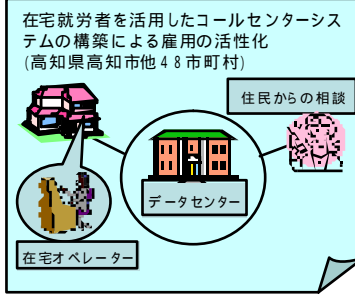 在宅就労者を活用したコールセンターシス
テムの構築による雇用の活性化
(高知県高知市他48市町村)
住民からの相談
データセンター
在宅オペレーター